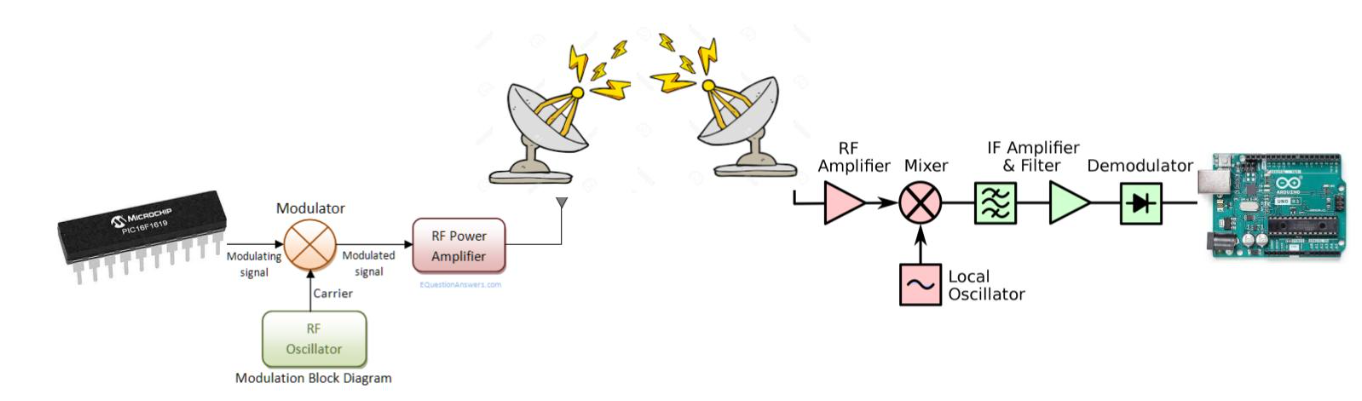 MICROCHIP
PIC16F1619
Modulating
signal
Modulator
Modulated
signal
Carrier
RF
Oscillator
Modulation Block Diagram
RF Power
Amplifier
EQuestionAnswers.com
RF
Amplifier
Mixer
Local
Oscillator
IF Amplifier
& Filter
Demodulator
ARDUINO
UNO